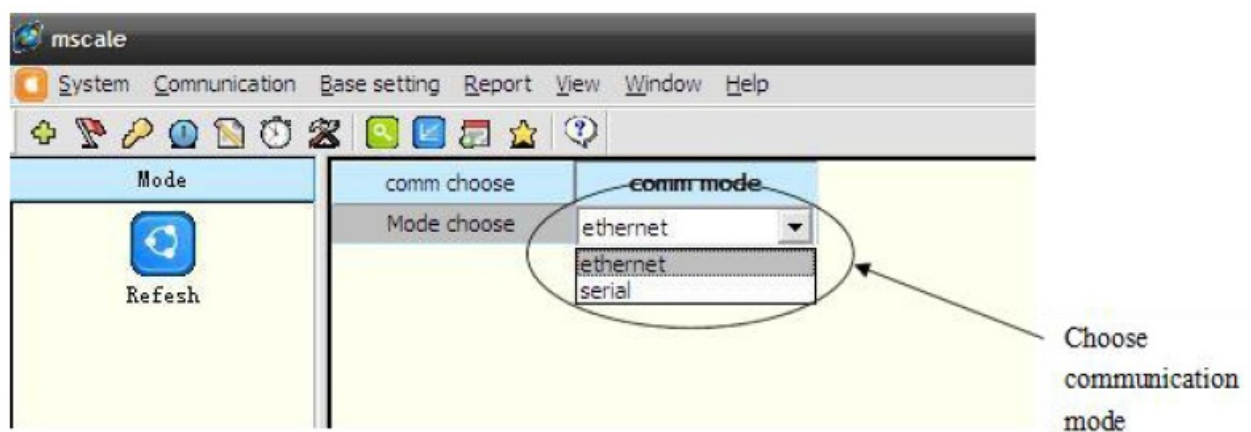 mscale
System Comnunication Base setting Report View Window Help
Mode
comm choose comm mode
Mode choose ethernet
ethernet
serial
Refesh
Choose
communication
mode